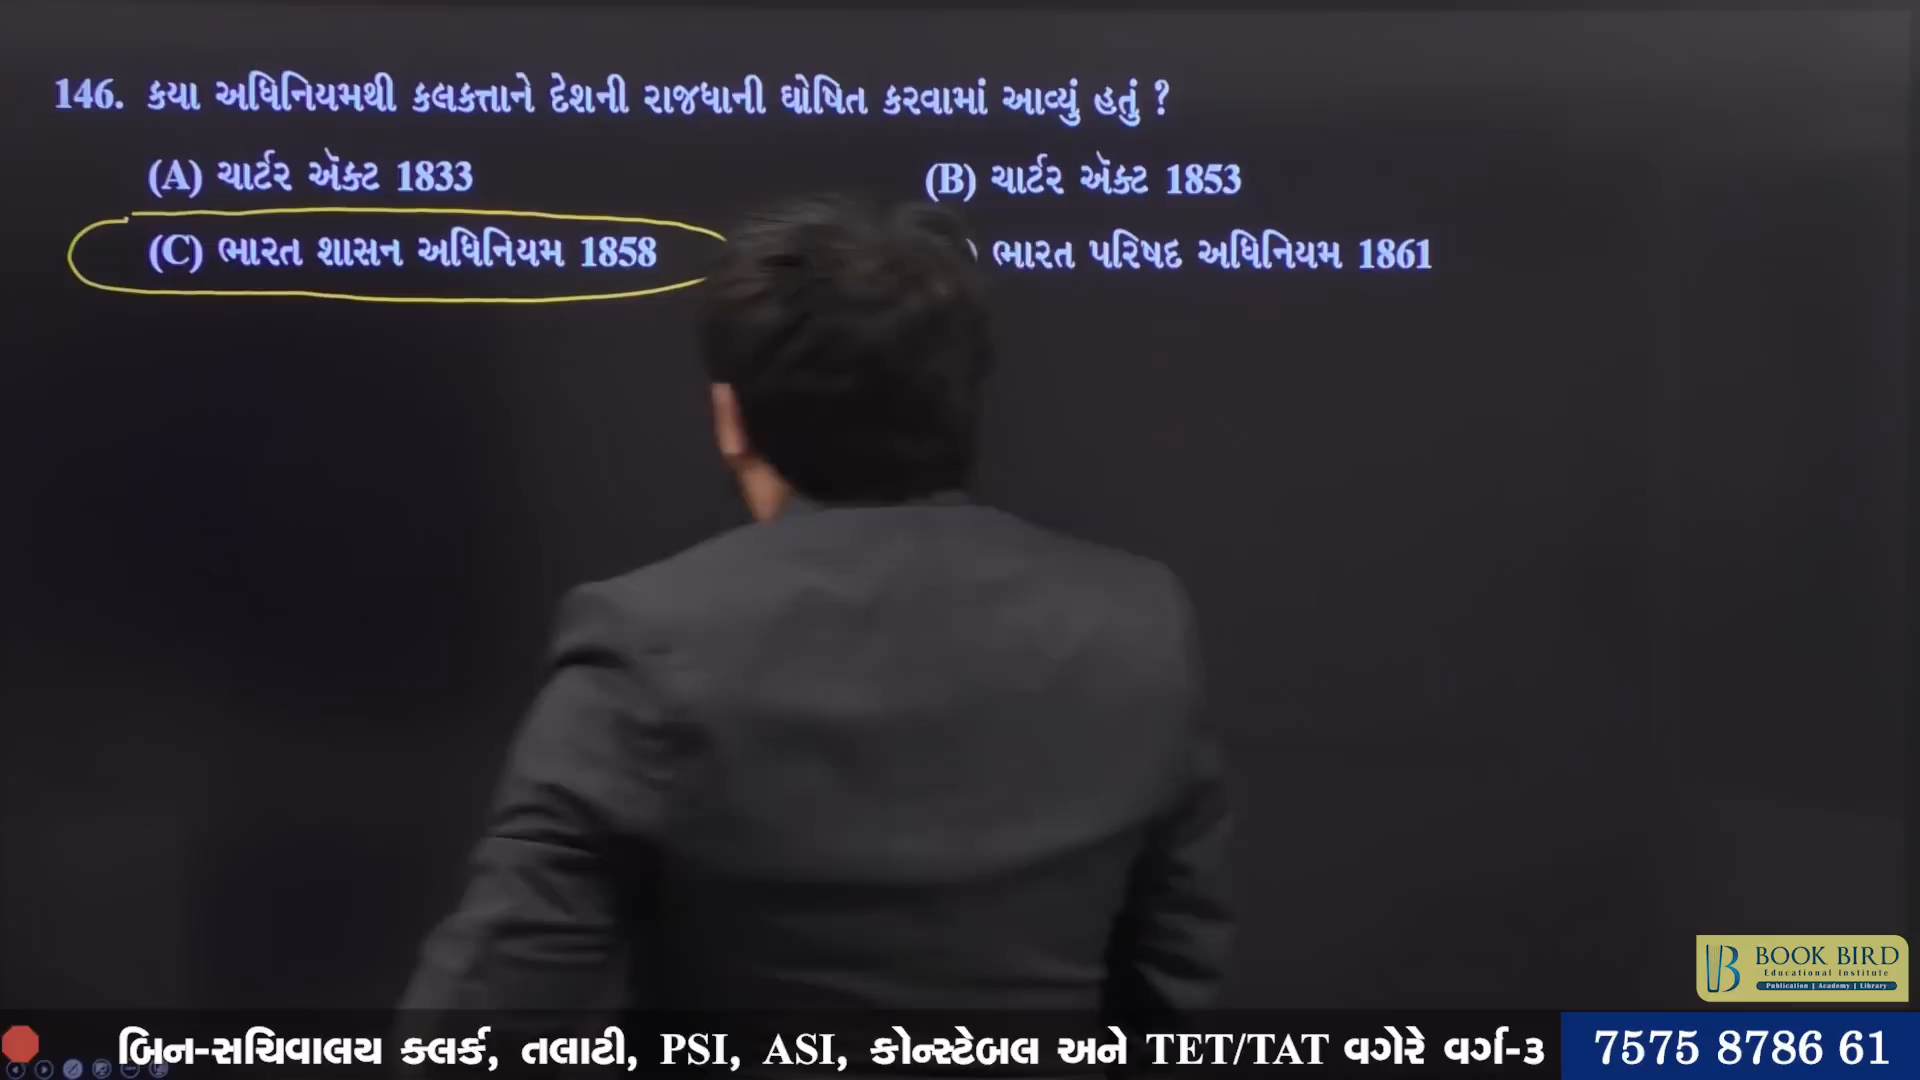 146. કયા અધિનિયમથી કલકત્તાને દેશની રાજધાની ઘોષિત કરવામાં આવ્યું હતું ?
(A) ચાર્ટર ઍક્ટ 1833
(B) ચાર્ટર ઍક્ટ 1853
(C) ભારત શાસન અધિનિયમ 1858
) ભારત પરિષદ અધિનિયમ 1861
BOOK BIRD
Educational Institute
Publication | Academy | Library
બિન-સચિવાલય ક્લર્ક, તલાટી, PSI, ASI, કોન્સ્ટેબલ અને TET/TAT વગેરે વર્ગ-૩
7575 8786 61